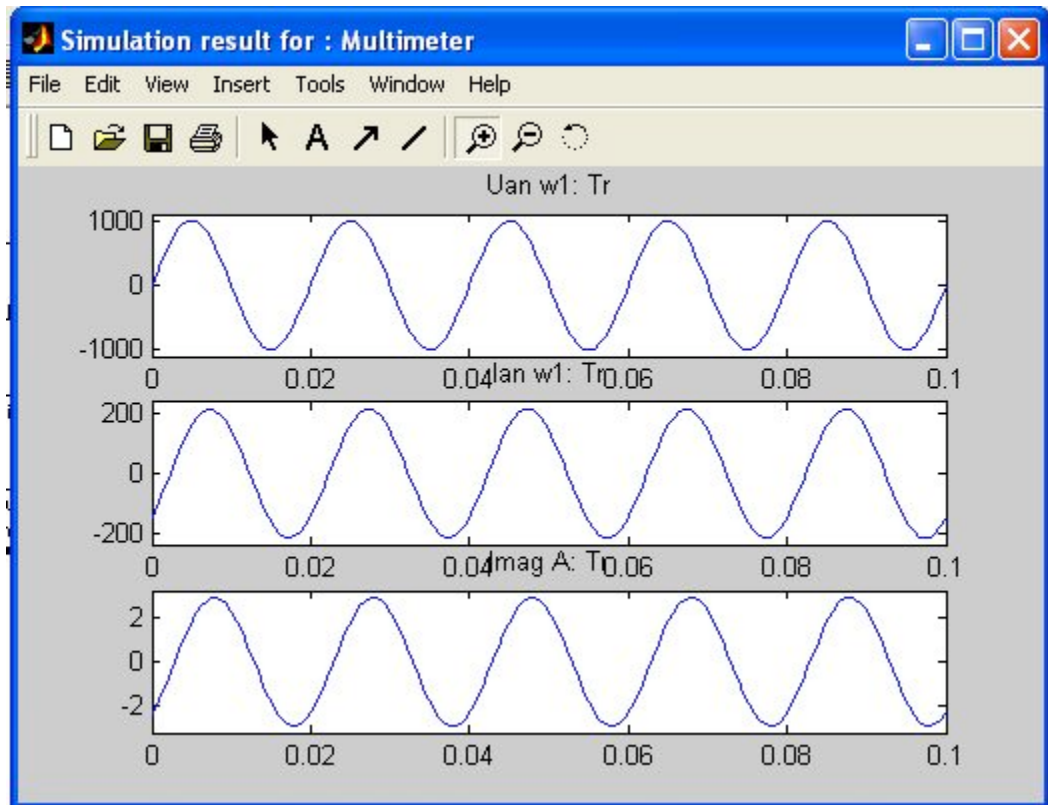 Simulation result for : Multimeter
File Edit View Insert Tools Window Help
A
Uan w1: Tr
1000
0
-1000
0 0.02 0.04 0.06 0.08 0.1
Ian w1: Tr
200
0
-200
0 0.02 0.04 0.06 0.08 0.1
Imag A: Tr
2
0
-2
0 0.02 0.04 0.06 0.08 0.1